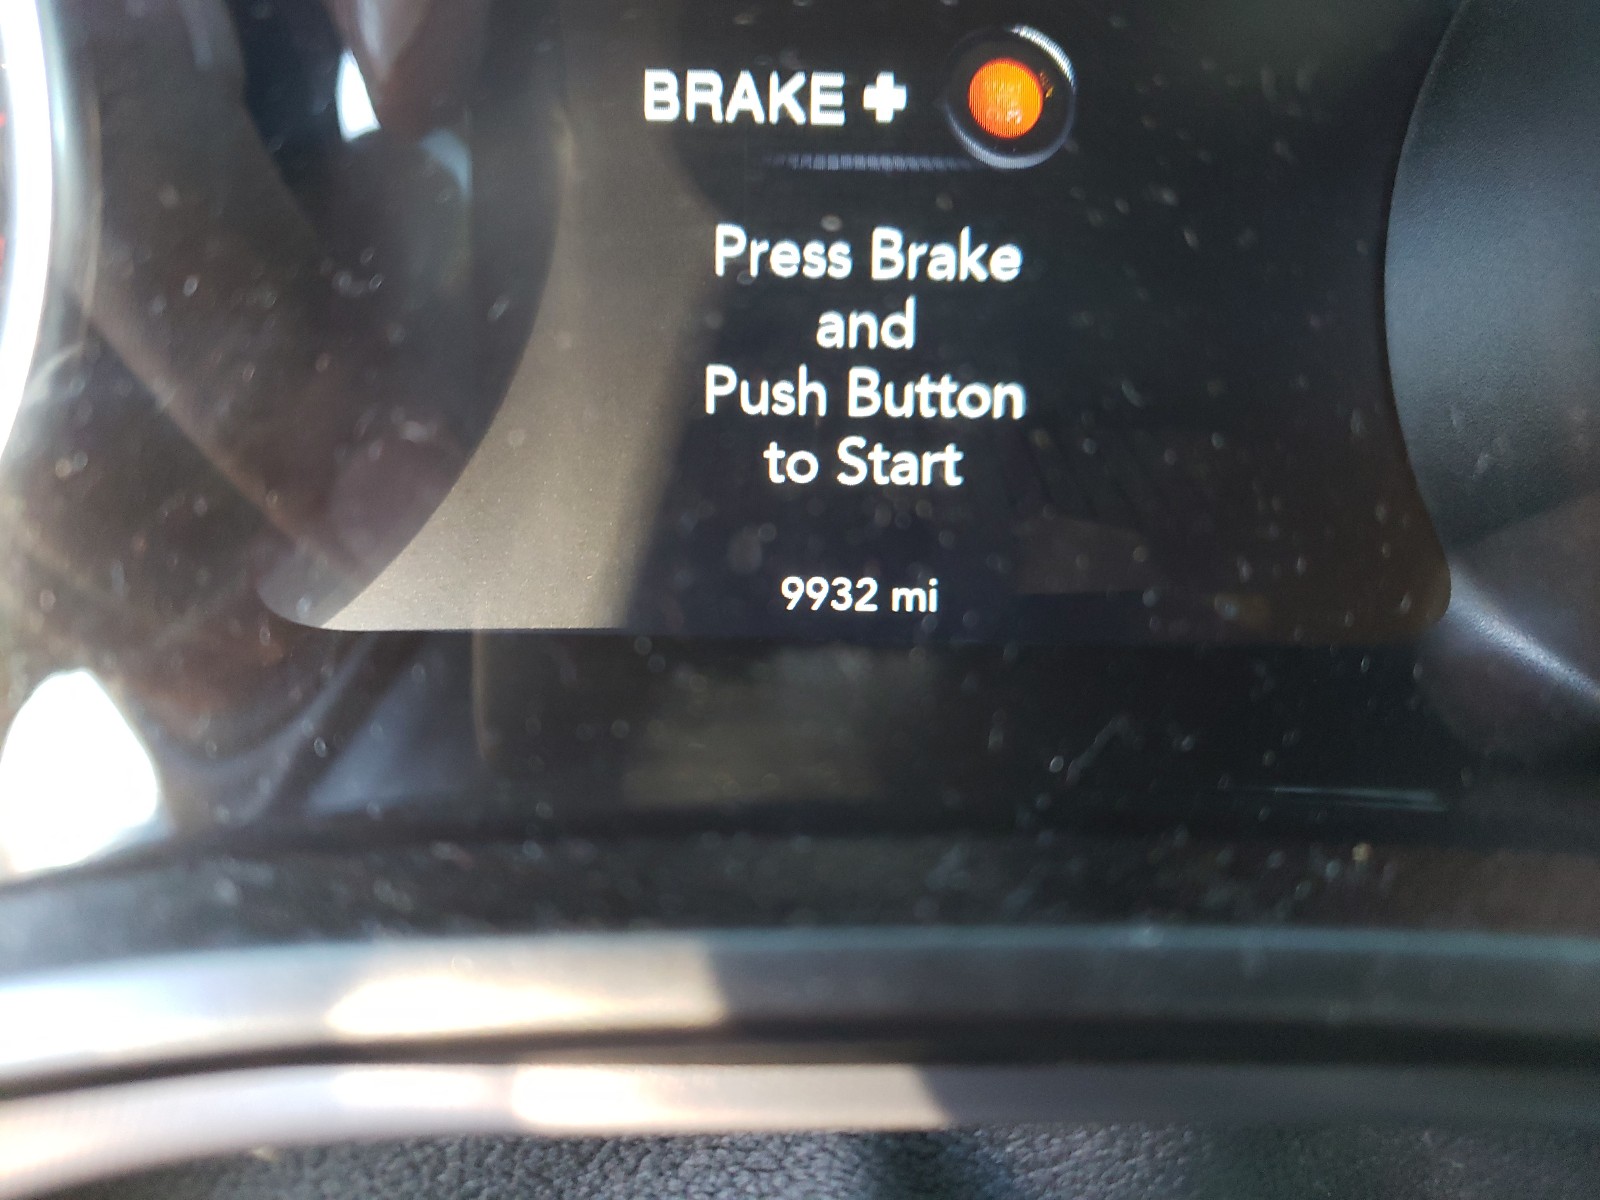 BRAKE +
Press Brake
and
Push Button
to Start
9932 mi